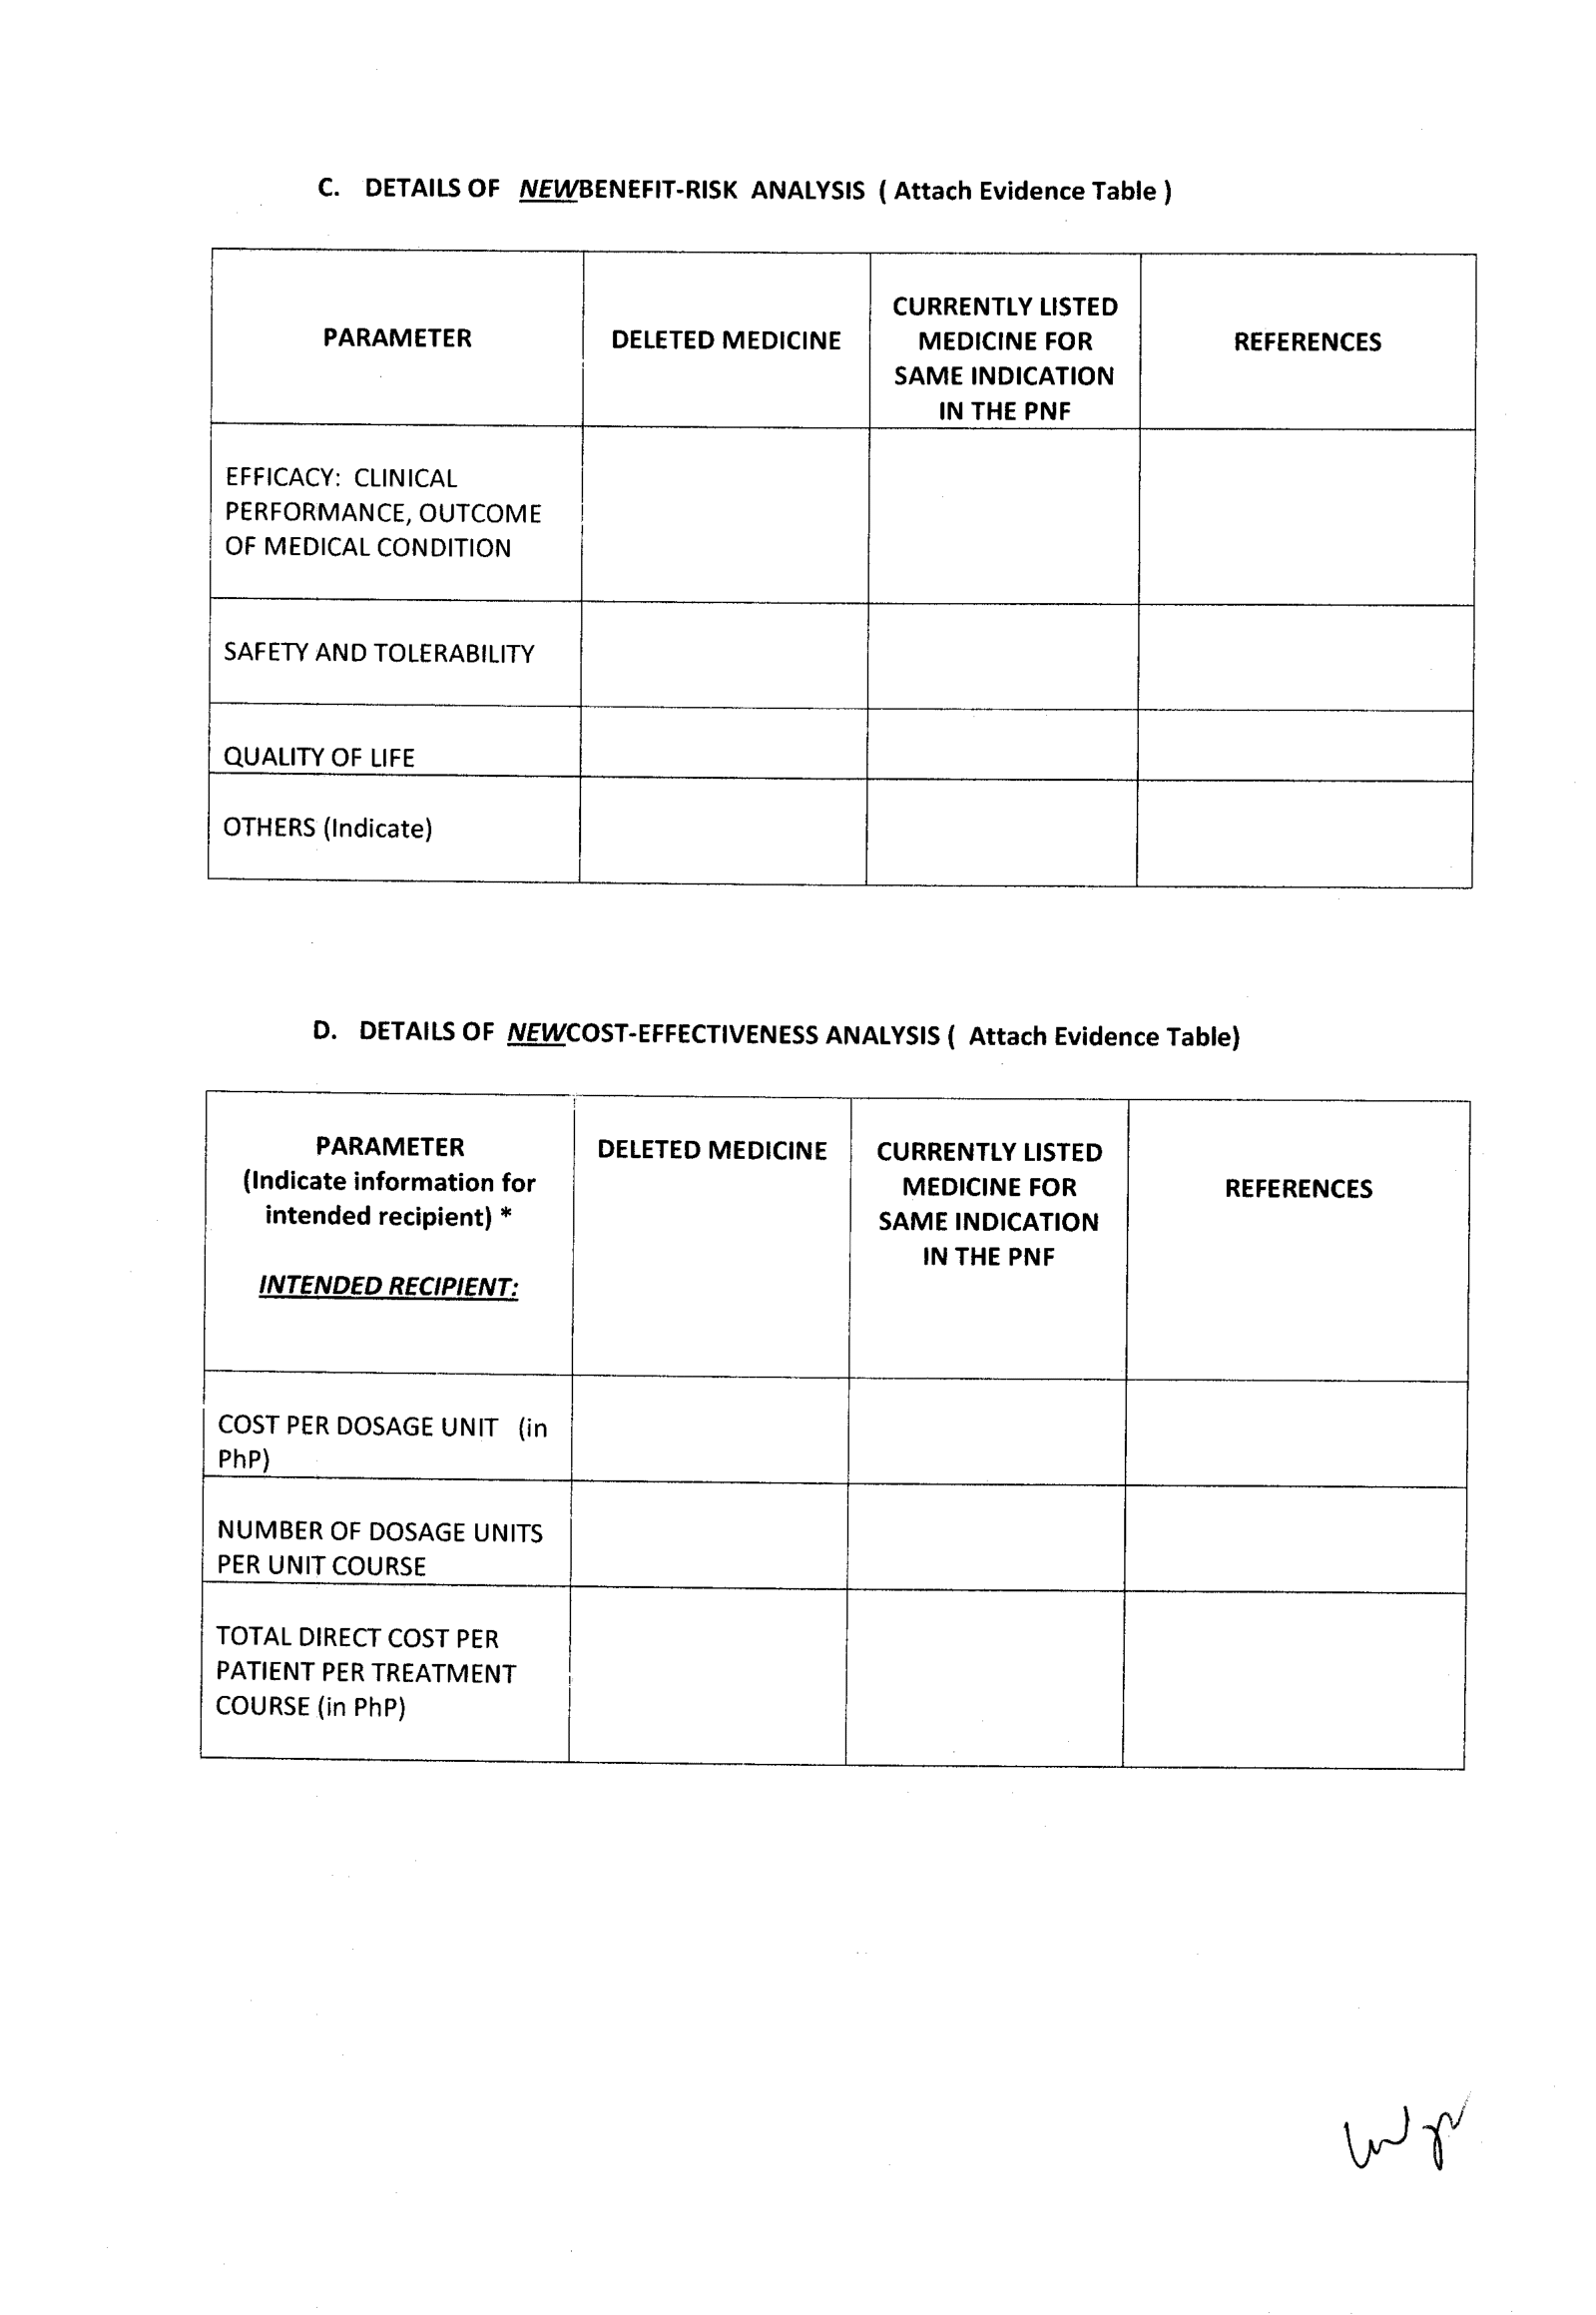 C. DETAILS OF NEWBENEFIT-RISK ANALYSIS ( Attach Evidence Table )
PARAMETER
DELETED MEDICINE
CURRENTLY LISTED
MEDICINE FOR
SAME INDICATION
IN THE PNF
REFERENCES
EFFICACY: CLINICAL
PERFORMANCE, OUTCOME
OF MEDICAL CONDITION
SAFETY AND TOLERABILITY
QUALITY OF LIFE
OTHERS (Indicate)
D. DETAILS OF NEWCOST-EFFECTIVENESS ANALYSIS ( Attach Evidence Table)
PARAMETER
(Indicate information for
intended recipient) *
INTENDED RECIPIENT:
DELETED MEDICINE
CURRENTLY LISTED
MEDICINE FOR
SAME INDICATION
IN THE PNF
REFERENCES
COST PER DOSAGE UNIT (in
PhP)
NUMBER OF DOSAGE UNITS
PER UNIT COURSE
TOTAL DIRECT COST PER
PATIENT PER TREATMENT
COURSE (in PhP)